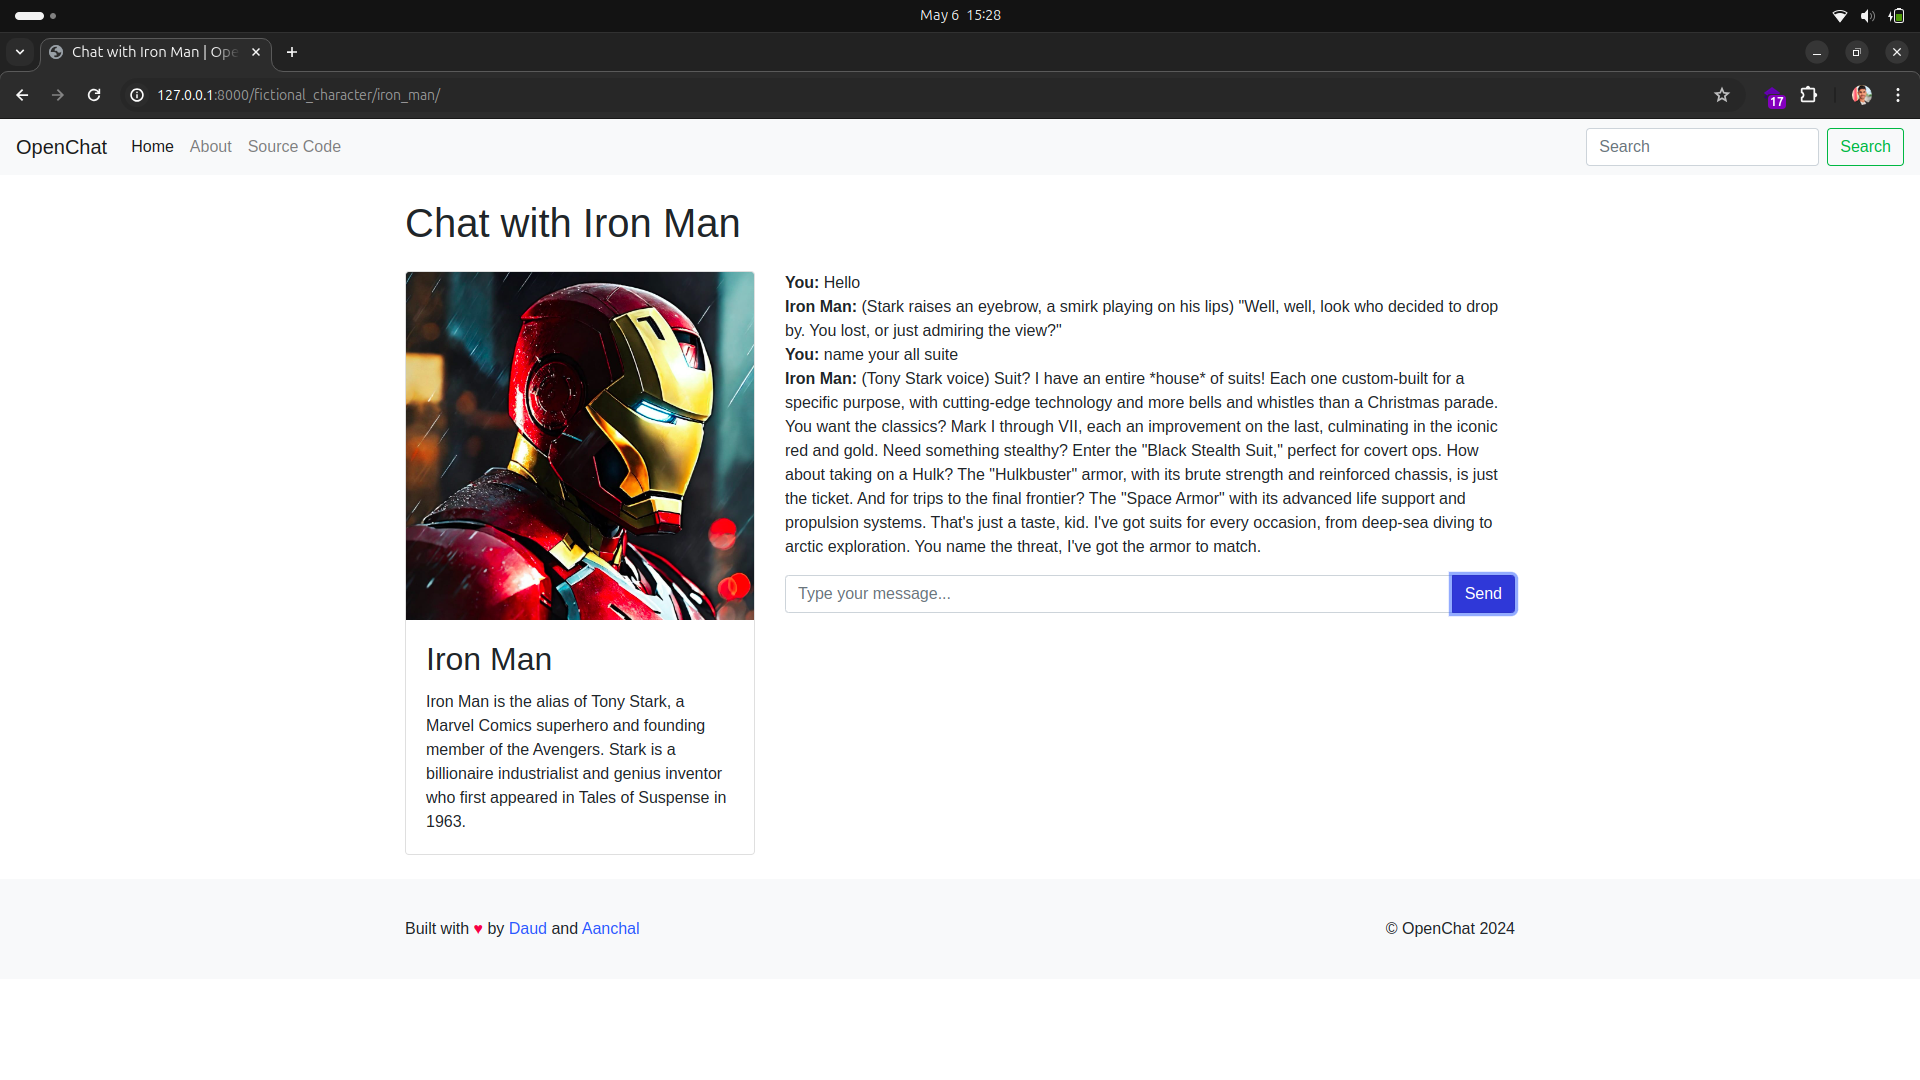 May 6 15:28
Chat with Iron Man | Ope
127.0.0.1:8000/fictional_character/iron_man/
17
OpenChat Home About Source Code Search Search
Chat with Iron Man
You: Hello
Iron Man: (Stark raises an eyebrow, a smirk playing on his lips) "Well, well, look who decided to drop
by. You lost, or just admiring the view?"
You: name your all suite
Iron Man: (Tony Stark voice) Suit? I have an entire *house* of suits! Each one custom-built for a
specific purpose, with cutting-edge technology and more bells and whistles than a Christmas parade.
You want the classics? Mark I through VII, each an improvement on the last, culminating in the iconic
red and gold. Need something stealthy? Enter the "Black Stealth Suit," perfect for covert ops. How
about taking on a Hulk? The "Hulkbuster" armor, with its brute strength and reinforced chassis, is just
the ticket. And for trips to the final frontier? The "Space Armor" with its advanced life support and
propulsion systems. That's just a taste, kid. I've got suits for every occasion, from deep-sea diving to
arctic exploration. You name the threat, I've got the armor to match.
Type your message... Send
Iron Man
Iron Man is the alias of Tony Stark, a
Marvel Comics superhero and founding
member of the Avengers. Stark is a
billionaire industrialist and genius inventor
who first appeared in Tales of Suspense in
1963.
Built with ♥ by Daud and Aanchal © OpenChat 2024